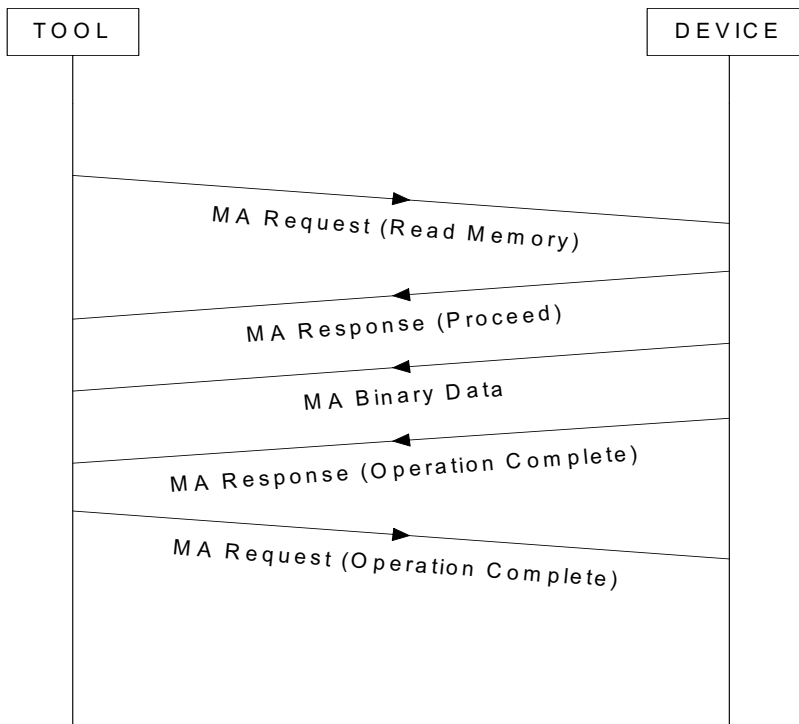 TOOL
DEVICE
MA Request (Read Memory)
MA Response (Proceed)
MA Binary Data
MA Response (Operation Complete)
MA Request (Operation Complete)